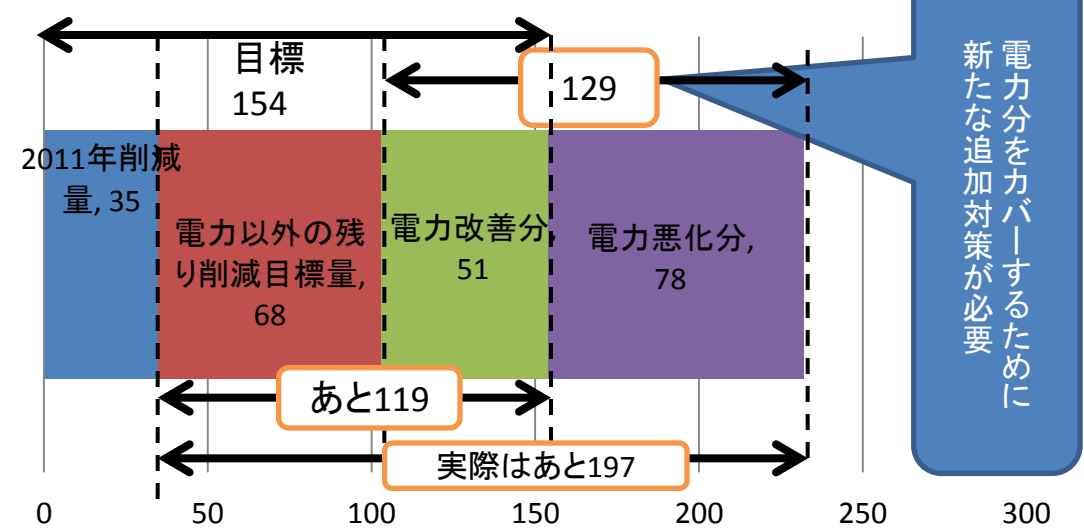 目標
154
129
2011年削減
量, 35
電力以外の残
り削減目標量,
68
電力改善分,
51
電力悪化分,
78
あと119
実際はあと197
0 50 100 150 200 250 300
電力分をカバーするために
新たな追加対策が必要